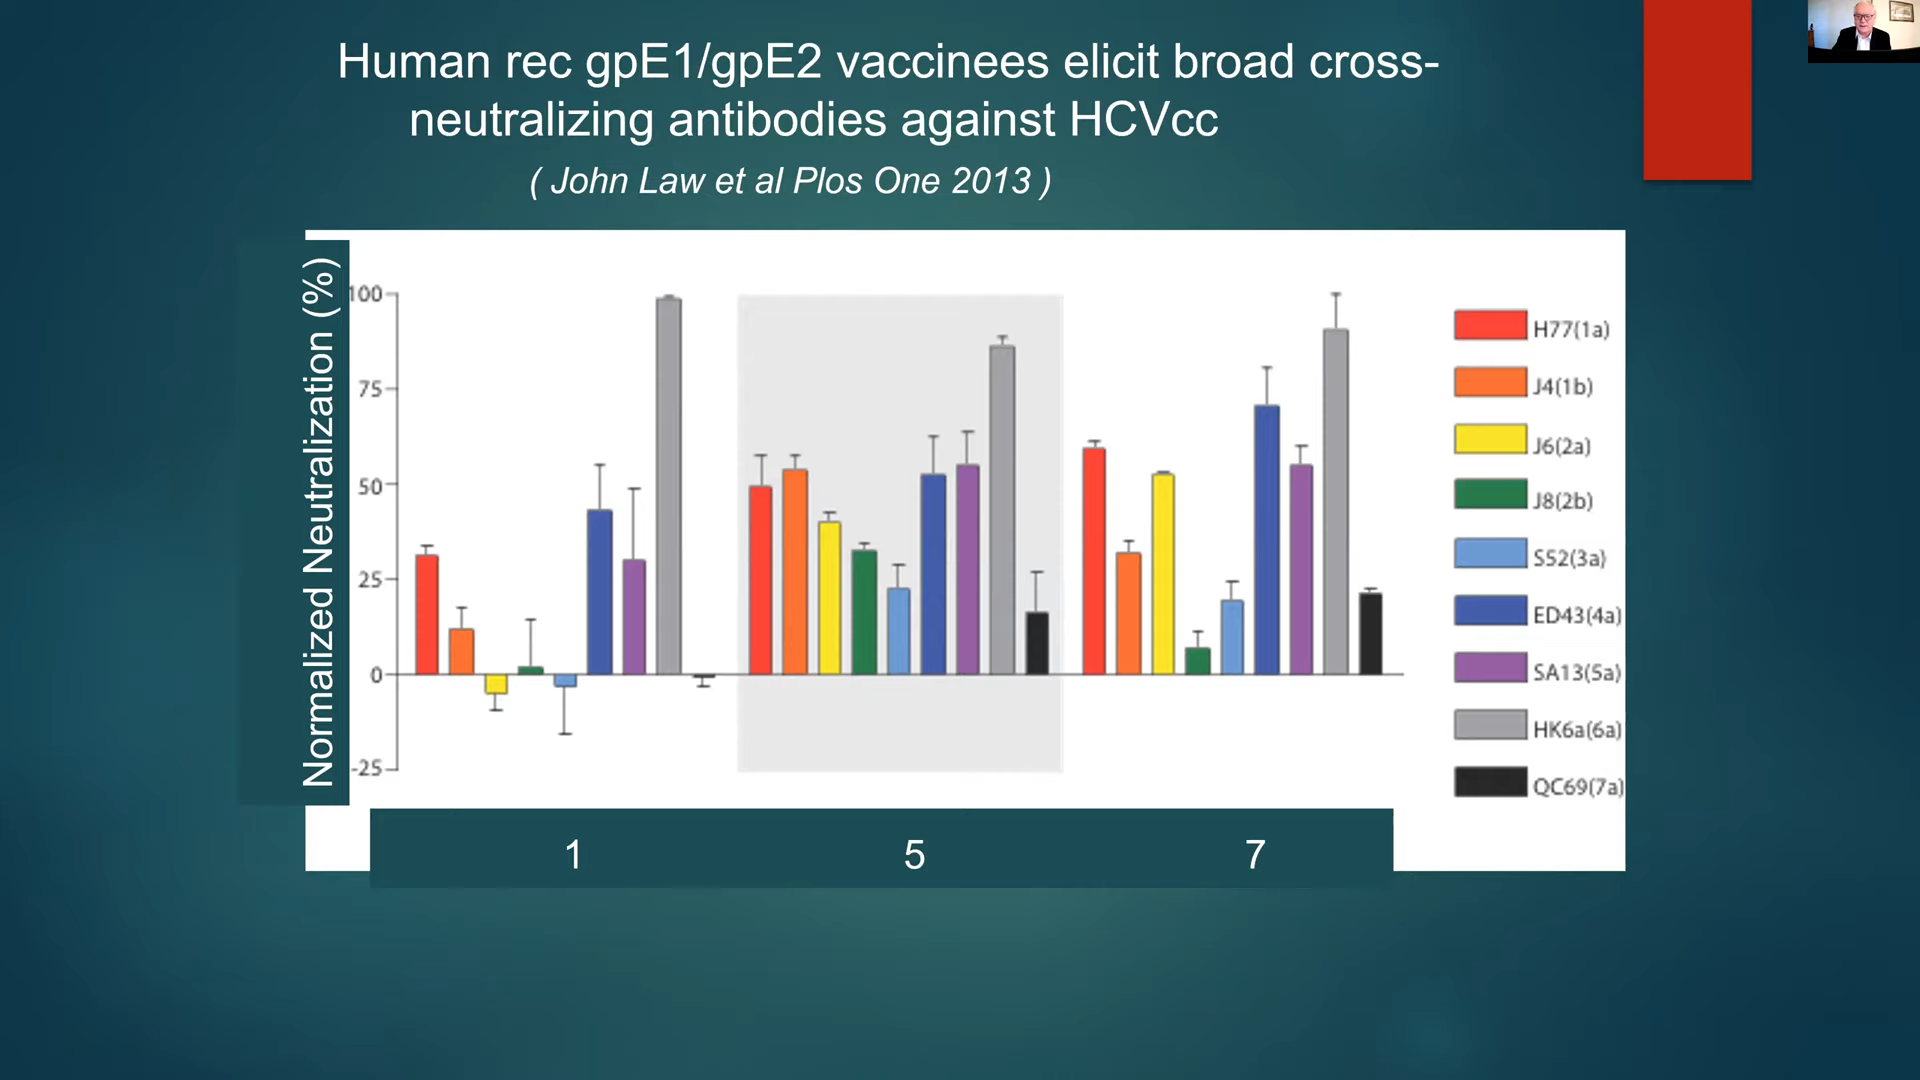 Human rec gpE1/gpE2 vaccinees elicit broad cross-
neutralizing antibodies against HCVcc
( John Law et al Plos One 2013 )
Normalized Neutralization (%)
100
75
50
25
0
-25
1
5
7
H77(1a)
J4(1b)
J6(2a)
J8(2b)
S52(3a)
ED43(4a)
SA13(5a)
HK6a(6a)
QC69(7a)